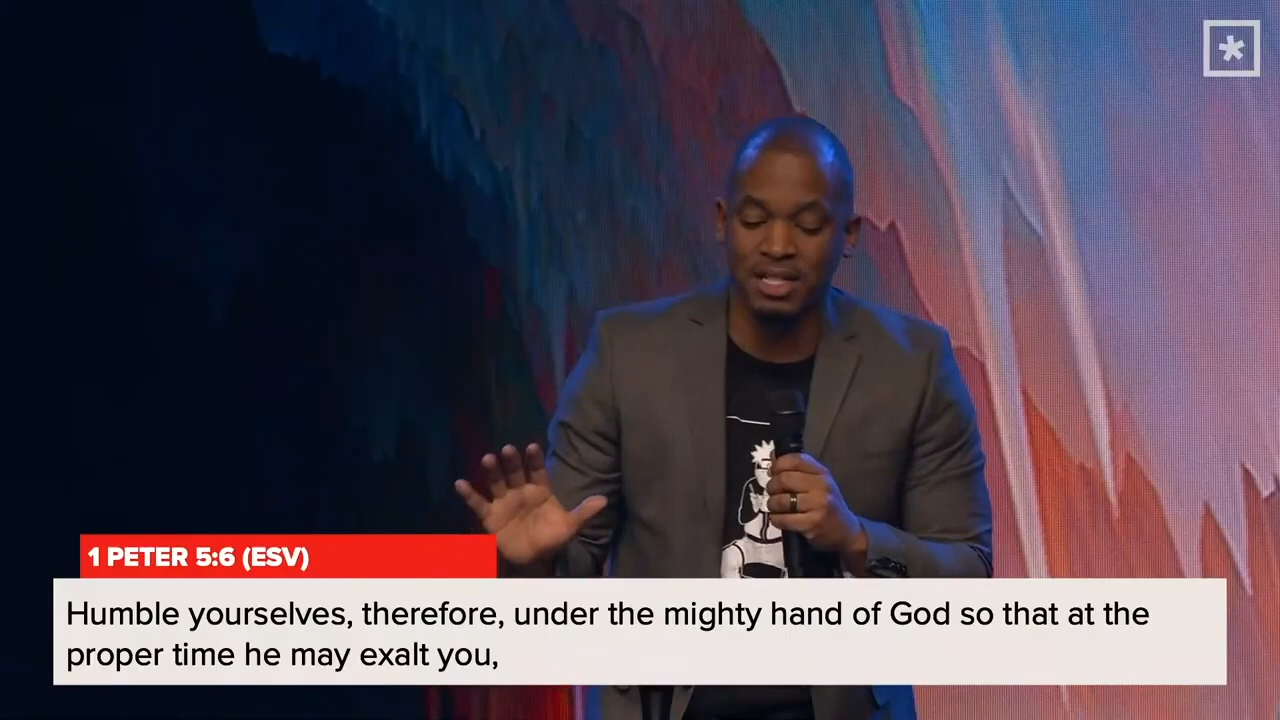 1 PETER 5:6 (ESV)
Humble yourselves, therefore, under the mighty hand of God so that at the
proper time he may exalt you,